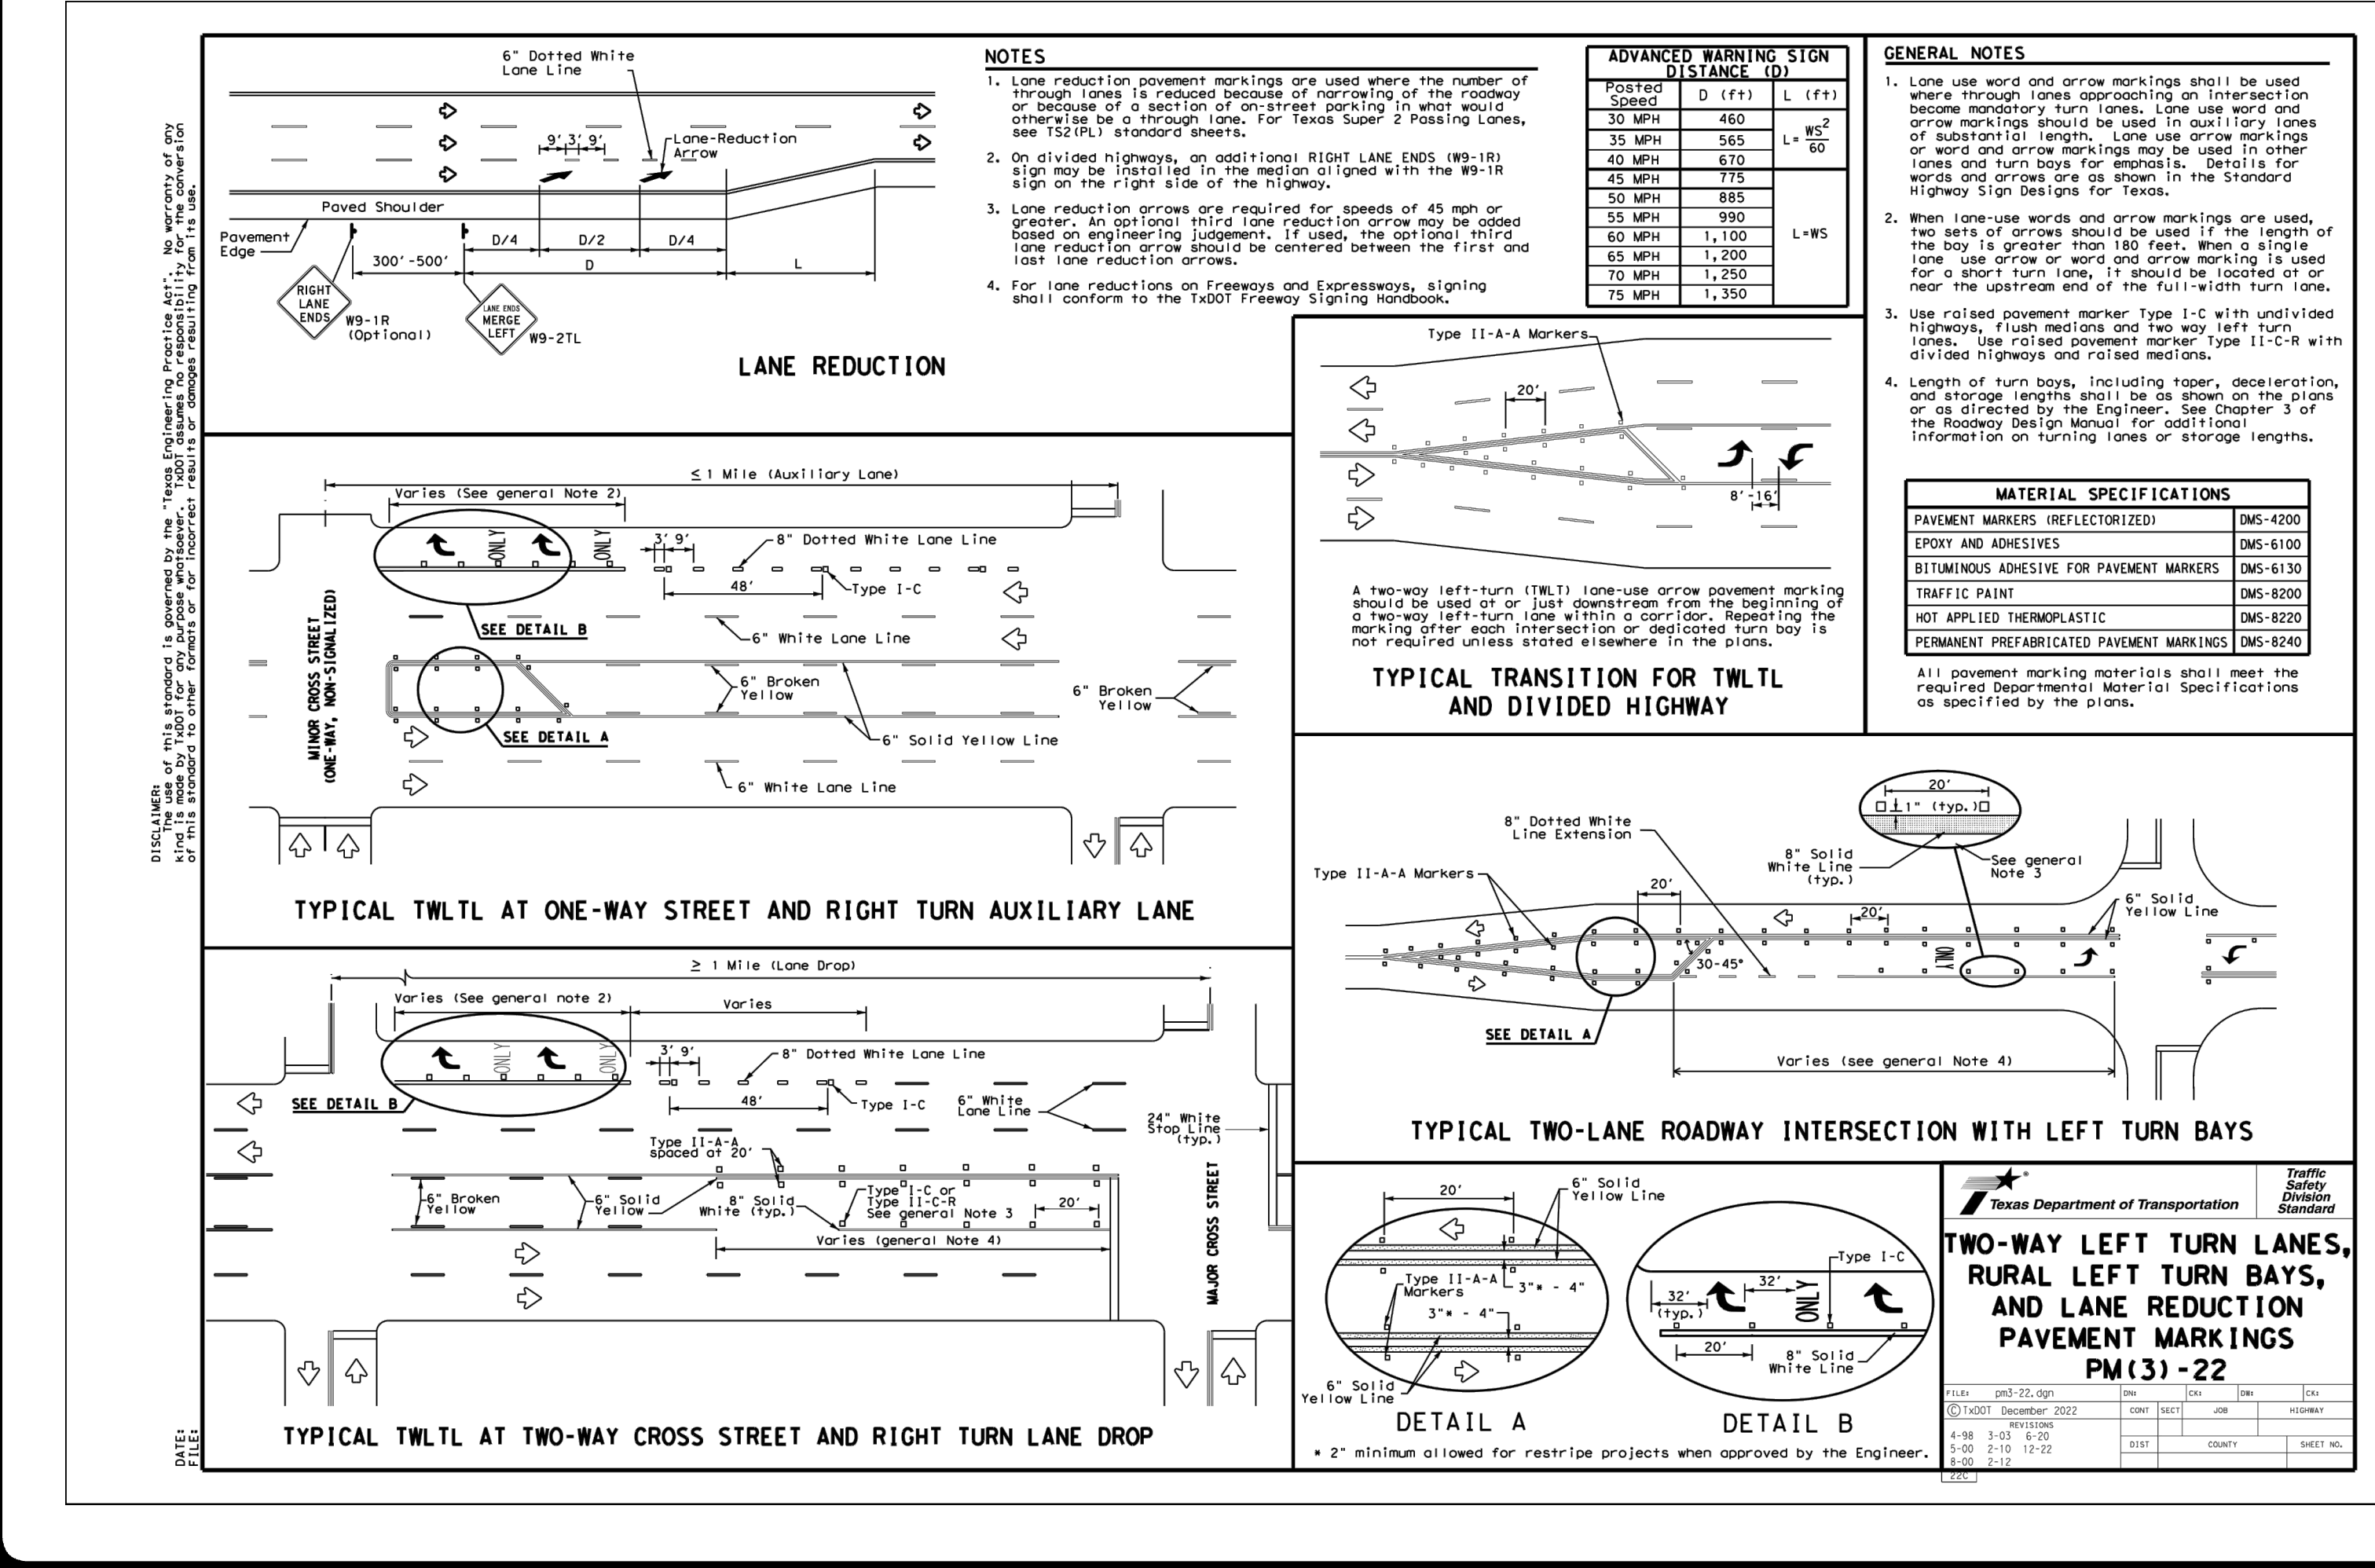 DISCLAIMER:
The use of this standard is governed by the "Texas Engineering Practice Act". No warranty of any
kind is made by TxDOT for any purpose whatsoever. TxDOT assumes no responsibility for the conversion
of this standard to other formats or for incorrect results or damages resulting from its use.
DATE:
FILE:
6" Dotted White
Lane Line
9' 3' 9'
Lane-Reduction
Arrow
Paved Shoulder
Pavement
Edge
D/4
D/2
D/4
300'-500'
D
L
RIGHT
LANE
ENDS
W9-1R
(Optional)
LANE ENDS
MERGE
LEFT
W9-2TL
LANE REDUCTION
NOTES
1. Lane reduction pavement markings are used where the number of
through lanes is reduced because of narrowing of the roadway
or because of a section of on-street parking in what would
otherwise be a through lane. For Texas Super 2 Passing Lanes,
see TS2(PL) standard sheets.
2. On divided highways, an additional RIGHT LANE ENDS (W9-1R)
sign may be installed in the median aligned with the W9-1R
sign on the right side of the highway.
3. Lane reduction arrows are required for speeds of 45 mph or
greater. An optional third lane reduction arrow may be added
based on engineering judgement. If used, the optional third
lane reduction arrow should be centered between the first and
last lane reduction arrows.
4. For lane reductions on Freeways and Expressways, signing
shall conform to the TxDOT Freeway Signing Handbook.
ADVANCED WARNING SIGN
DISTANCE (D)
Posted
Speed
D (ft)
L (ft)
30 MPH 460
35 MPH 565
40 MPH 670
L= WS²
60
45 MPH 775
50 MPH 885
55 MPH 990
60 MPH 1,100
65 MPH 1,200
70 MPH 1,250
75 MPH 1,350
L=WS
GENERAL NOTES
1. Lane use word and arrow markings shall be used
where through lanes approaching an intersection
become mandatory turn lanes. Lane use word and
arrow markings should be used in auxiliary lanes
of substantial length. Lane use arrow markings
or word and arrow markings may be used in other
lanes and turn bays for emphasis. Details for
words and arrows are as shown in the Standard
Highway Sign Designs for Texas.
2. When lane-use words and arrow markings are used,
two sets of arrows should be used if the length of
the bay is greater than 180 feet. When a single
lane use arrow or word and arrow marking is used
for a short turn lane, it should be located at or
near the upstream end of the full-width turn lane.
3. Use raised pavement marker Type I-C with undivided
highways, flush medians and two way left turn
lanes. Use raised pavement marker Type II-C-R with
divided highways and raised medians.
4. Length of turn bays, including taper, deceleration,
and storage lengths shall be as shown on the plans
or as directed by the Engineer. See Chapter 3 of
the Roadway Design Manual for additional
information on turning lanes or storage lengths.
MATERIAL SPECIFICATIONS
PAVEMENT MARKERS (REFLECTORIZED) DMS-4200
EPOXY AND ADHESIVES DMS-6100
BITUMINOUS ADHESIVE FOR PAVEMENT MARKERS DMS-6130
TRAFFIC PAINT DMS-8200
HOT APPLIED THERMOPLASTIC DMS-8220
PERMANENT PREFABRICATED PAVEMENT MARKINGS DMS-8240
All pavement marking materials shall meet the
required Departmental Material Specifications
as specified by the plans.
Type II-A-A Markers
20'
8'-16'
A two-way left-turn (TWLT) lane-use arrow pavement marking
should be used at or just downstream from the beginning of
a two-way left-turn lane within a corridor. Repeating the
marking after each intersection or dedicated turn bay is
not required unless stated elsewhere in the plans.
TYPICAL TRANSITION FOR TWLTL
AND DIVIDED HIGHWAY
≤ 1 Mile (Auxiliary Lane)
Varies (See general Note 2)
ONLY
ONLY
3' 9'
8" Dotted White Lane Line
48'
Type I-C
SEE DETAIL B
6" White Lane Line
MINOR CROSS STREET
(ONE-WAY, NON-SIGNALIZED)
6" Broken
Yellow
6" Broken
Yellow
SEE DETAIL A
6" Solid Yellow Line
6" White Lane Line
TYPICAL TWLTL AT ONE-WAY STREET AND RIGHT TURN AUXILIARY LANE
≥ 1 Mile (Lane Drop)
Varies (See general note 2)
Varies
ONLY
ONLY
3' 9'
8" Dotted White Lane Line
SEE DETAIL B
48'
Type I-C
6" White
Lane Line
24" White
Stop Line
(typ.)
Type II-A-A
spaced at 20'
6" Broken
Yellow
6" Solid
Yellow
8" Solid
White (typ.)
Type I-C or
Type II-C-R
See general Note 3
20'
Varies (general Note 4)
MAJOR CROSS STREET
TYPICAL TWLTL AT TWO-WAY CROSS STREET AND RIGHT TURN LANE DROP
20'
1" (typ.)
8" Dotted White
Line Extension
8" Solid
White Line
(typ.)
See general
Note 3
Type II-A-A Markers
20'
20'
6" Solid
Yellow Line
ONLY
30-45°
SEE DETAIL A
Varies (see general Note 4)
TYPICAL TWO-LANE ROADWAY INTERSECTION WITH LEFT TURN BAYS
20'
6" Solid
Yellow Line
Type II-A-A
Markers
3"* - 4"
3"* - 4"
6" Solid
Yellow Line
DETAIL A
Type I-C
32'
32'
(typ.)
ONLY
20'
8" Solid
White Line
DETAIL B
* 2" minimum allowed for restripe projects when approved by the Engineer.
®
Texas Department of Transportation
Traffic
Safety
Division
Standard
TWO-WAY LEFT TURN LANES,
RURAL LEFT TURN BAYS,
AND LANE REDUCTION
PAVEMENT MARKINGS
PM(3)-22
FILE: pm3-22.dgn DN: CK: DW: CK:
© TxDOT December 2022 CONT SECT JOB HIGHWAY
REVISIONS
4-98 3-03 6-20
5-00 2-10 12-22
8-00 2-12
DIST COUNTY SHEET NO.
22C